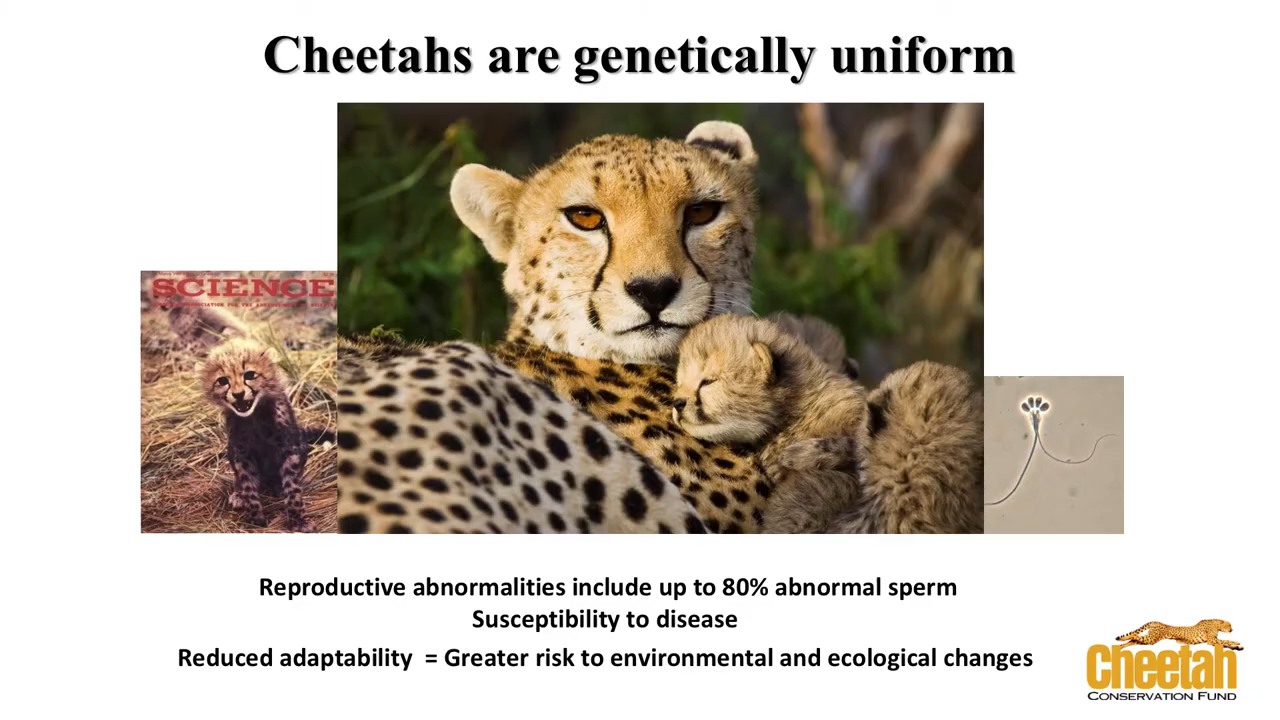 Cheetahs are genetically uniform
SCIENCE
Reproductive abnormalities include up to 80% abnormal sperm
Susceptibility to disease
Reduced adaptability = Greater risk to environmental and ecological changes
Cheetah
CONSERVATION FUND